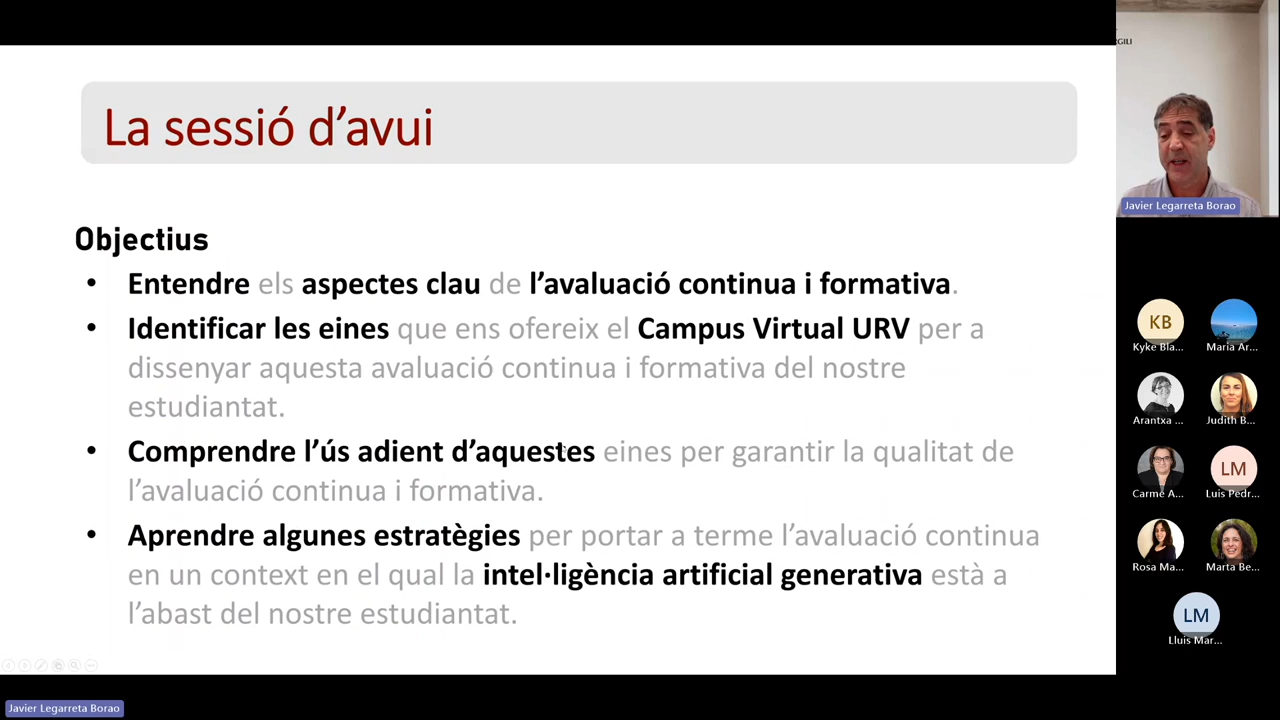 La sessió d'avui
Objectius
• Entendre els aspectes clau de l'avaluació continua i formativa.
• Identificar les eines que ens ofereix el Campus Virtual URV per a
dissenyar aquesta avaluació continua i formativa del nostre
estudiantat.
• Comprendre l'ús adient d'aquestes eines per garantir la qualitat de
l'avaluació continua i formativa.
• Aprendre algunes estratègies per portar a terme l'avaluació continua
en un context en el qual la intel·ligència artificial generativa està a
l'abast del nostre estudiantat.
Javier Legarreta Borao
GILI
Javier Legarreta Borao
KB
Kyke Bla...
Maria Ar...
Arantxa ...
Judith B...
Carme A...
LM
Luis Pedr...
Rosa Ma...
Marta Be...
LM
Lluis Mar...